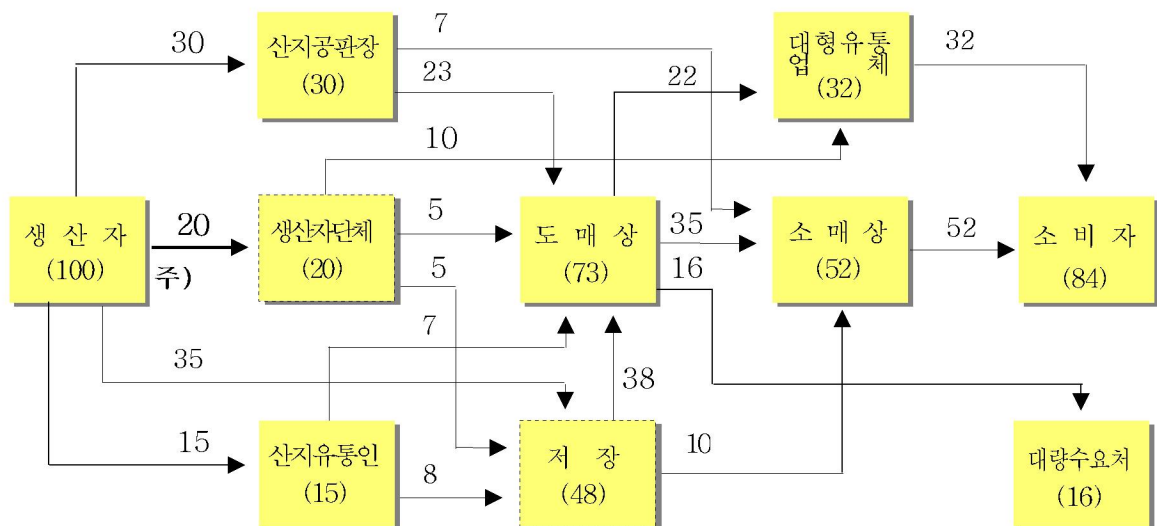 30
산지공판장
(30)
7
23
대형유통
업 체
(32)
32
22
10
생 산 자
(100)
20
주)
생산자단체
(20)
5
5
도 매 상
(73)
35
16
소 매 상
(52)
52
소 비 자
(84)
7
35
38
15
산지유통인
(15)
8
저 장
(48)
10
대량수요처
(16)